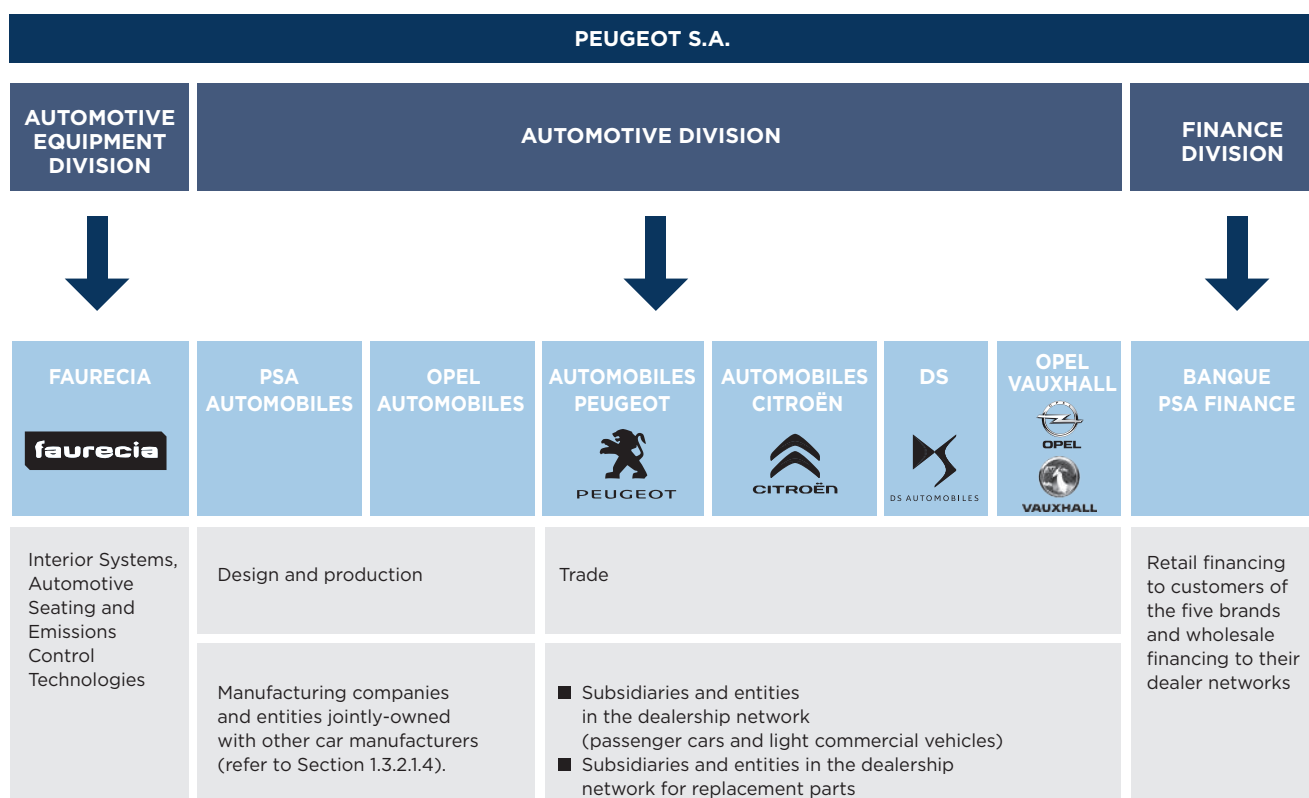 PEUGEOT S.A.
AUTOMOTIVE
EQUIPMENT
DIVISION
AUTOMOTIVE DIVISION
FINANCE
DIVISION
FAURECIA
faurecia
PSA
AUTOMOBILES
OPEL
AUTOMOBILES
AUTOMOBILES
PEUGEOT
PEUGEOT
AUTOMOBILES
CITROËN
CITROËN
DS
DS AUTOMOBILES
OPEL
VAUXHALL
OPEL
VAUXHALL
BANQUE
PSA FINANCE
Interior Systems,
Automotive
Seating and
Emissions
Control
Technologies
Design and production
Manufacturing companies
and entities jointly-owned
with other car manufacturers
(refer to Section 1.3.2.1.4).
Trade
■ Subsidiaries and entities
in the dealership network
(passenger cars and light commercial vehicles)
■ Subsidiaries and entities in the dealership
network for replacement parts
Retail financing
to customers of
the five brands
and wholesale
financing to their
dealer networks